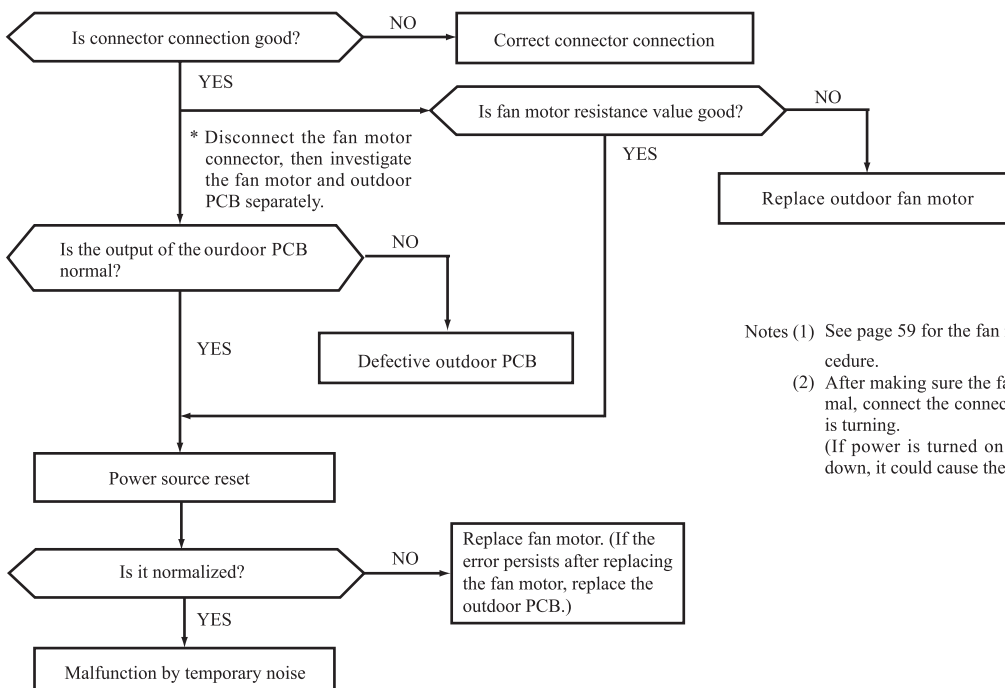 Is connector connection good?
NO
Correct connector connection
YES
Is fan motor resistance value good?
NO
* Disconnect the fan motor
connector, then investigate
the fan motor and outdoor
PCB separately.
YES
Replace outdoor fan motor
Is the output of the ourdoor PCB
normal?
NO
YES
Defective outdoor PCB
Notes (1) See page 59 for the fan
cedure.
(2) After making sure the fa
mal, connect the connec
is turning.
(If power is turned on
down, it could cause the
Power source reset
Is it normalized?
NO
Replace fan motor. (If the
error persists after replacing
the fan motor, replace the
outdoor PCB.)
YES
Malfunction by temporary noise